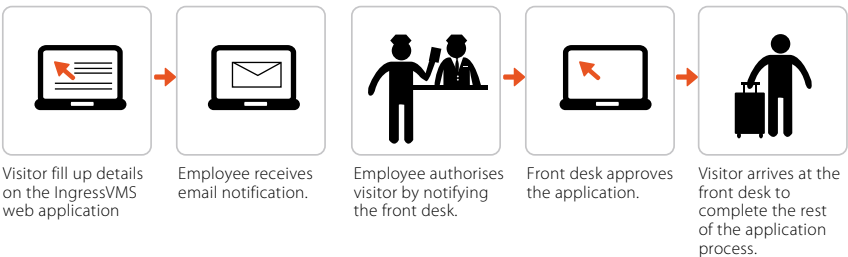 Visitor fill up details
on the IngressVMS
web application
Employee receives
email notification.
Employee authorises
visitor by notifying
the front desk.
Front desk approves
the application.
Visitor arrives at the
front desk to
complete the rest
of the application
process.